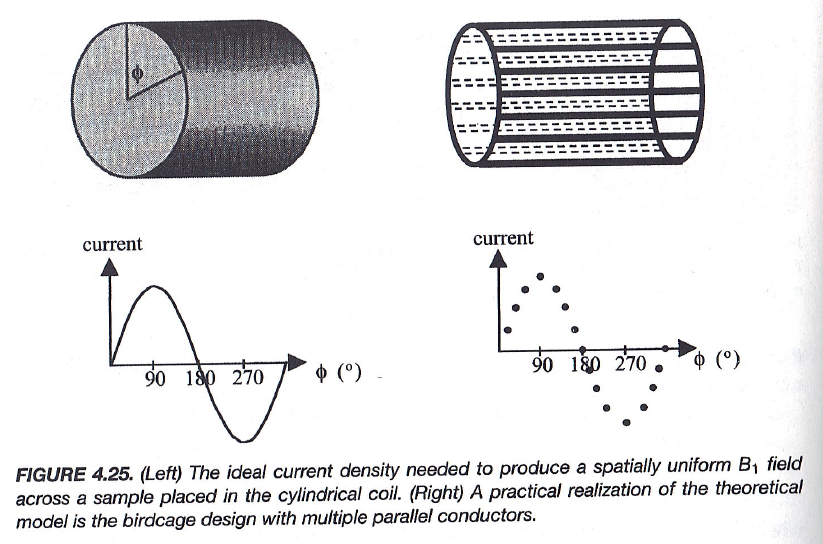 ϕ
current
90 180 270 ϕ (°)
current
90 180 270 ϕ (°)
FIGURE 4.25. (Left) The ideal current density needed to produce a spatially uniform B₁ field
across a sample placed in the cylindrical coil. (Right) A practical realization of the theoretical
model is the birdcage design with multiple parallel conductors.